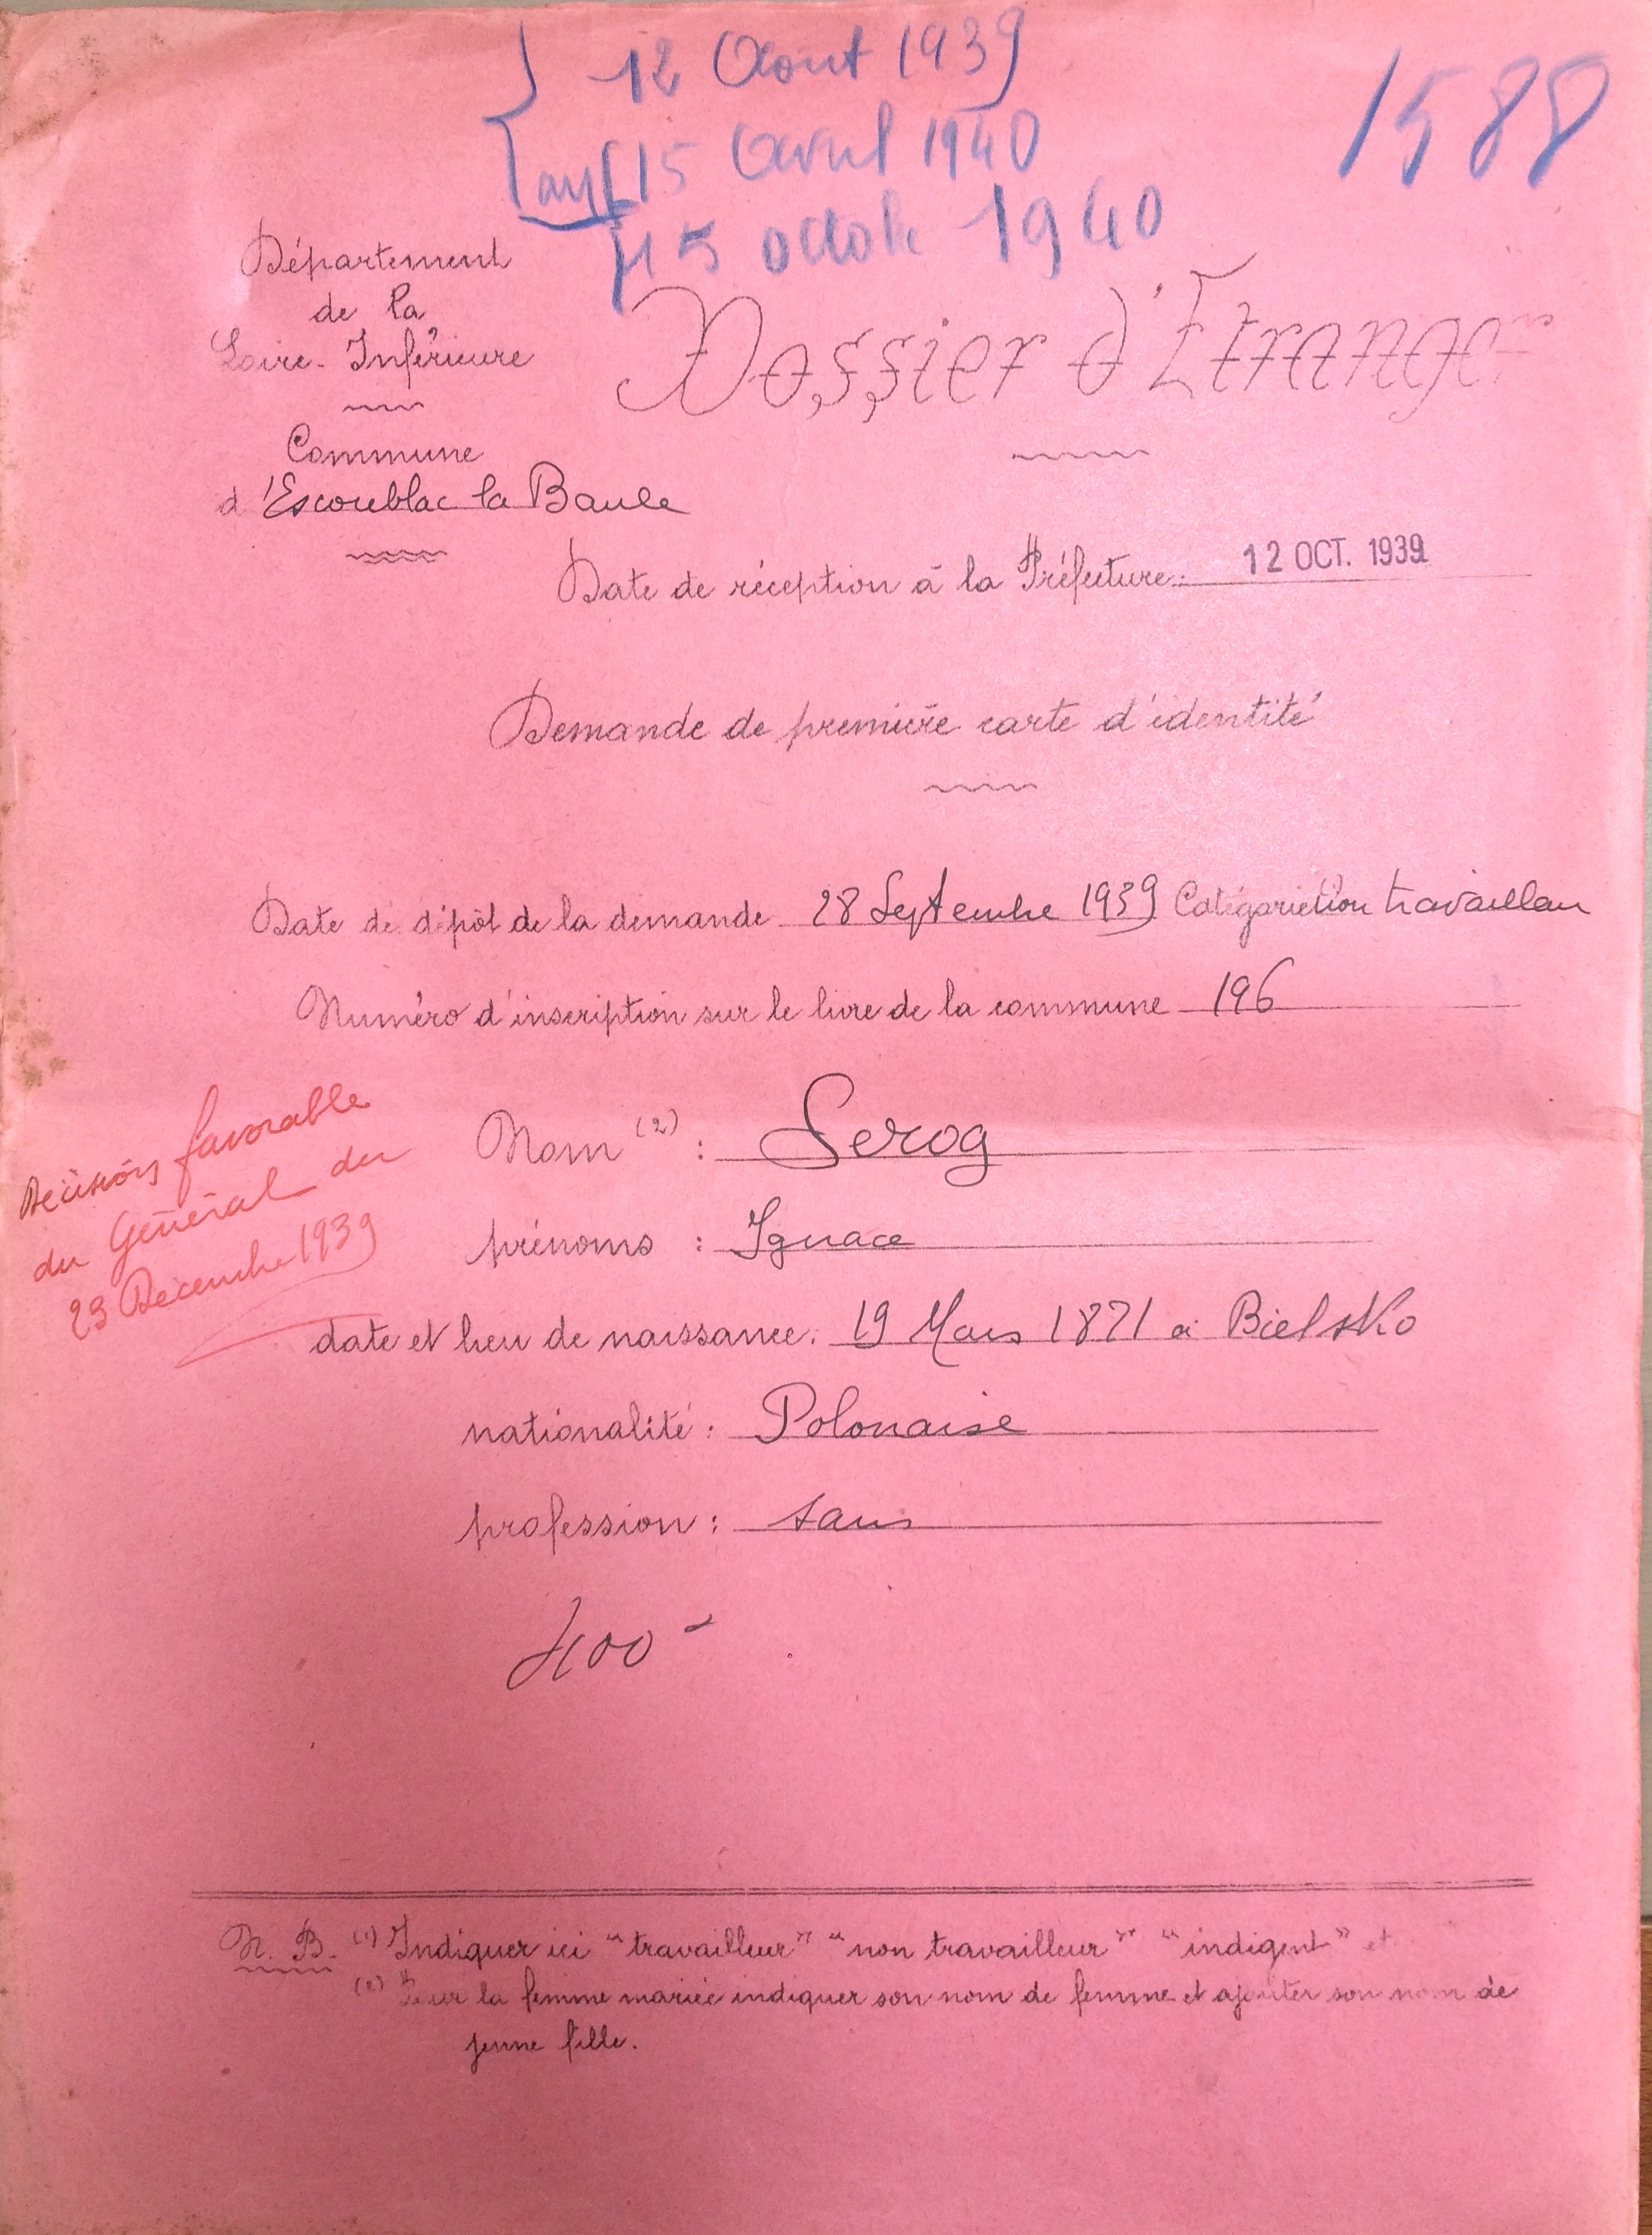 12 Aout 1939
15 Avril 1940
15 octob 1940
1588
Département
de la
Loire-Inférieure
Commune
d'Escoublac la Baule
Dossier d'Etranger
Date de réception à la Préfecture: 12 OCT. 1939
Demande de première carte d'identité
Date de dépôt de la demande 28 Septembre 1939 Catégorie travailleur
Numéro d'inscription sur le livre de la commune 196
Décision favorable
du Général du
23 Décembre 1939
Nom (2) : Serog
prénoms : Ignace
date et lieu de naissance: 19 Mars 1871 à Bielsko
nationalité: Polonaise
profession: sans
400 -
N. B. (1) Indiquer ici "travailleur" "non travailleur" "indigent" et
(2) Pour la femme mariée indiquer son nom de femme et ajouter son nom de
jeune fille.